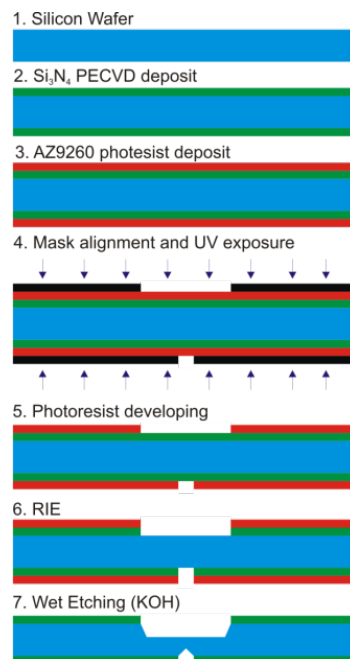 1. Silicon Wafer
2. Si₃N₄ PECVD deposit
3. AZ9260 photesist deposit
4. Mask alignment and UV exposure
5. Photoresist developing
6. RIE
7. Wet Etching (KOH)